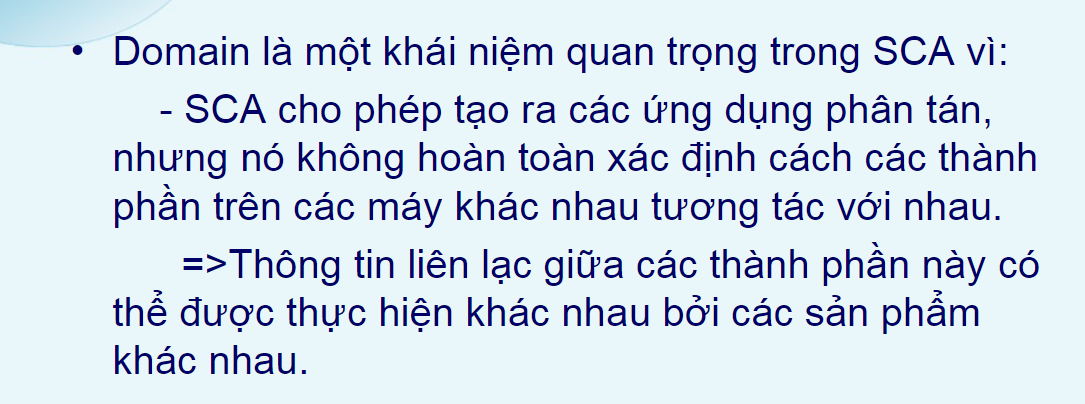 • Domain là một khái niệm quan trọng trong SCA vì:
- SCA cho phép tạo ra các ứng dụng phân tán,
nhưng nó không hoàn toàn xác định cách các thành
phần trên các máy khác nhau tương tác với nhau.
=>Thông tin liên lạc giữa các thành phần này có
thể được thực hiện khác nhau bởi các sản phẩm
khác nhau.